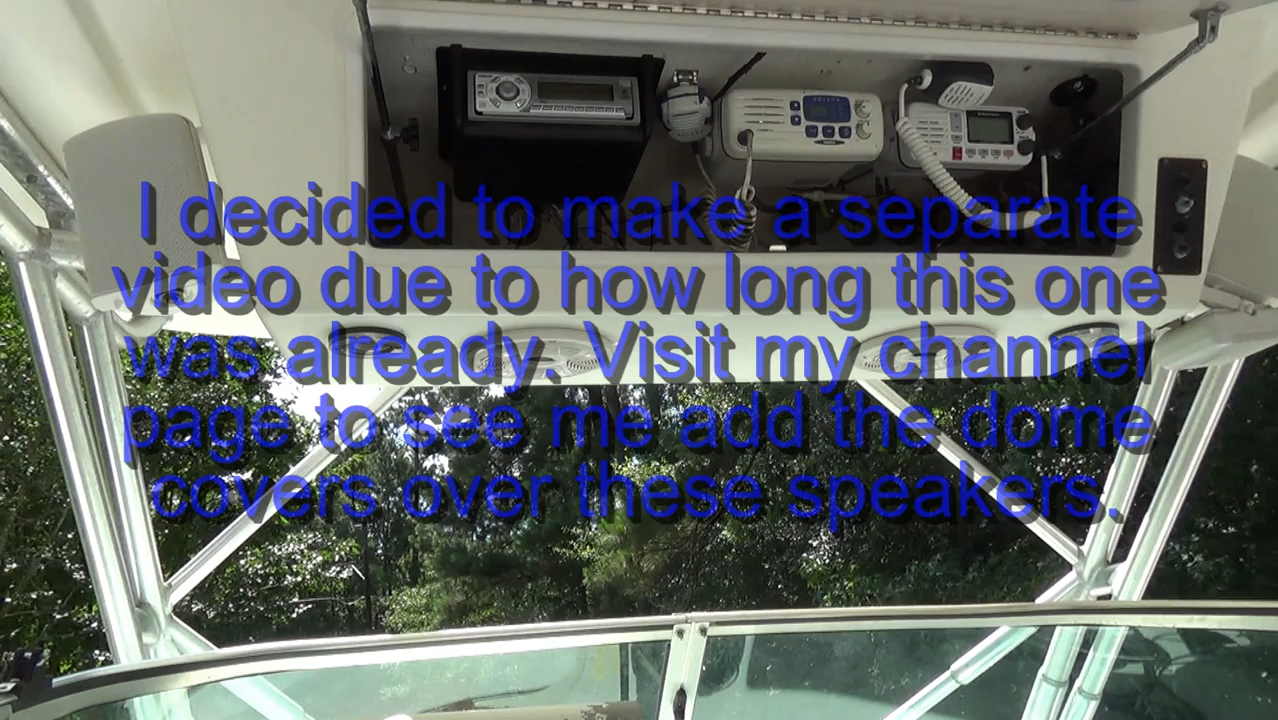 I decided to make a separate
video due to how long this one
was already. Visit my channel
page to see me add the dome
covers over these speakers.